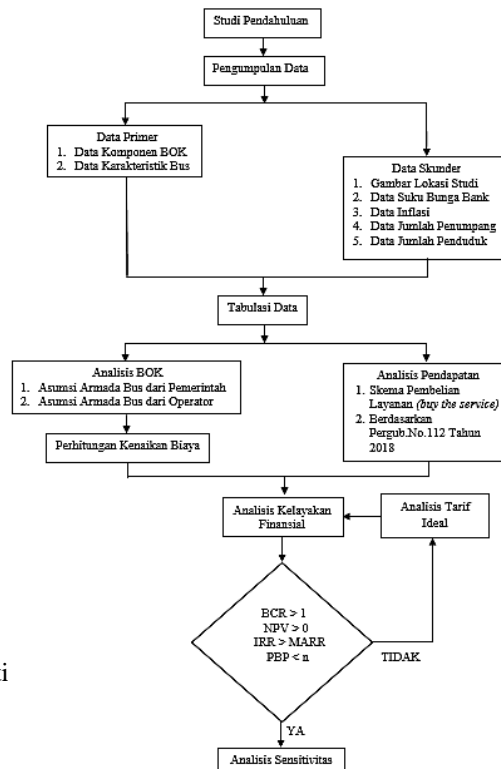 Studi Pendahuluan
Pengumpulan Data
Data Primer
1. Data Komponen BOK
2. Data Karakteristik Bus
Data Skunder
1. Gambar Lokasi Studi
2. Data Suku Bunga Bank
3. Data Inflasi
4. Data Jumlah Penumpang
5. Data Jumlah Penduduk
Tabulasi Data
Analisis BOK
1. Asumsi Armada Bus dari Pemerintah
2. Asumsi Armada Bus dari Operator
Analisis Pendapatan
1. Skema Pembelian
Layanan (buy the service)
2. Berdasarkan
Pergub.No.112 Tahun
2018
Perhitungan Kenaikan Biaya
Analisis Kelayakan
Finansial
Analisis Tarif
Ideal
BCR > 1
NPV > 0
IRR > MARR
PBP < n
TIDAK
ti
YA
Analisis Sensitivitas